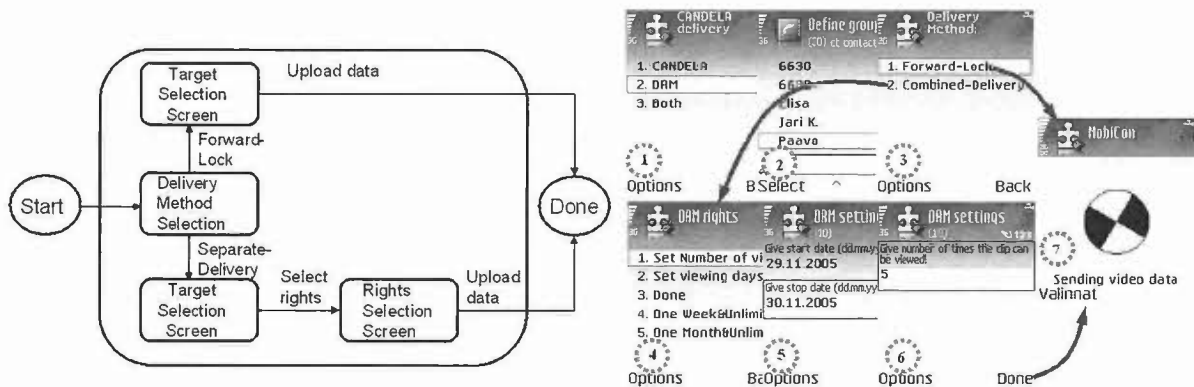 Start
Target
Selection
Screen
Upload data
Forward-
Lock
Delivery
Method
Selection
Separate-
Delivery
Target
Selection
Screen
Select
rights
Rights
Selection
Screen
Upload
data
Done
CANDELA
delivery
1. CANDELA
2. DRM
3. Both
1
Options
Define grou
ct contact
6630
Elisa
Jari K.
Paavo
2
Select
Delivery
Method:
1. Forward-Lock
2. Combined-Delivery
3
Options
Back
MobiCon
DRM rights
1. Set Number of vi
2. Set viewing days
3. Done
4. One Week&Unlimi
5. One Month&Unlim
4
Options
DRM settin
(10)
Give start date (dd.mm.yy
29.11.2005
Give stop date (dd.mm.yy
30.11.2005
5
Options
DRM settings
Give number of times the clip can
be viewed!
5
6
Options
Done
7
Sending video data
Valinnat